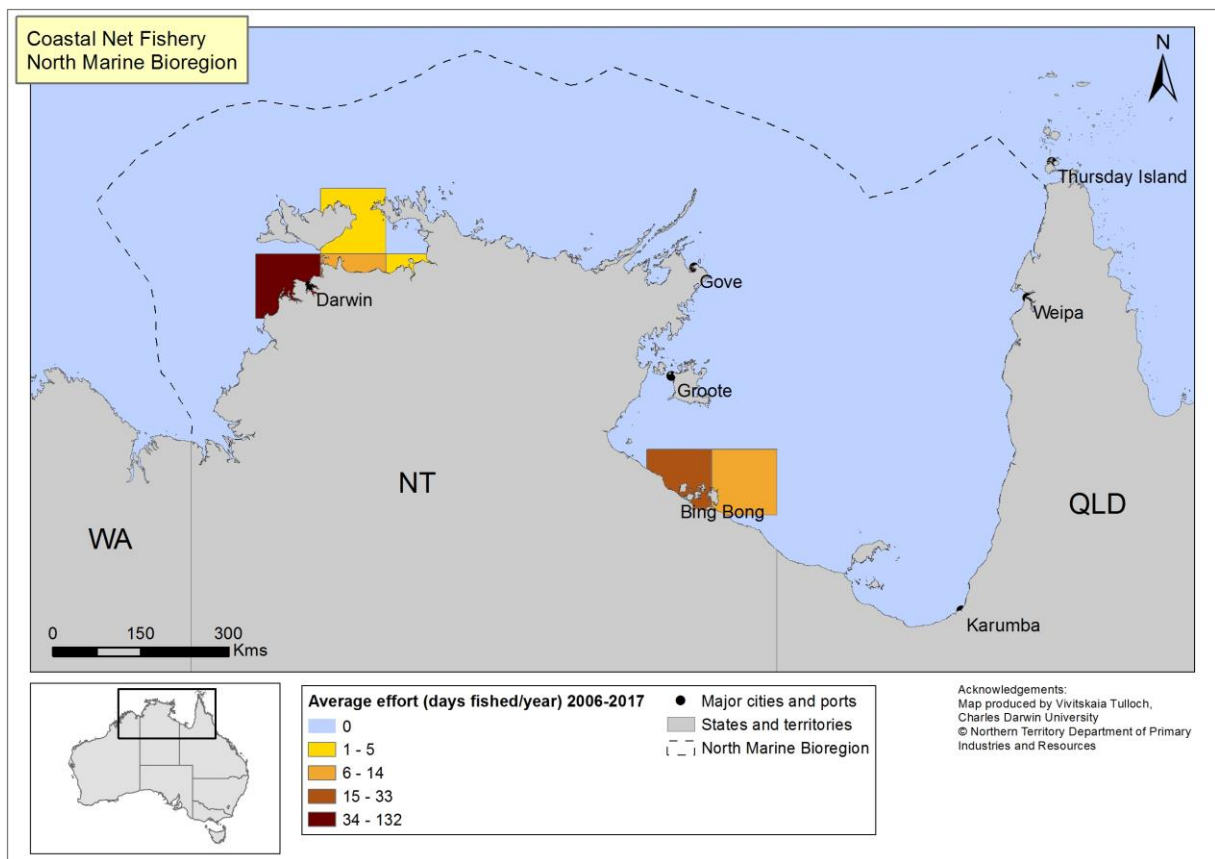 Coastal Net Fishery
North Marine Bioregion
N
Thursday Island
Darwin
Gove
Weipa
Groote
NT
Bing Bong
QLD
WA
Karumba
0 150 300
Kms
Average effort (days fished/year) 2006-2017
0
1 - 5
6 - 14
15 - 33
34 - 132
Major cities and ports
States and territories
North Marine Bioregion
Acknowledgements:
Map produced by Vivitskaia Tulloch,
Charles Darwin University
© Northern Territory Department of Primary
Industries and Resources